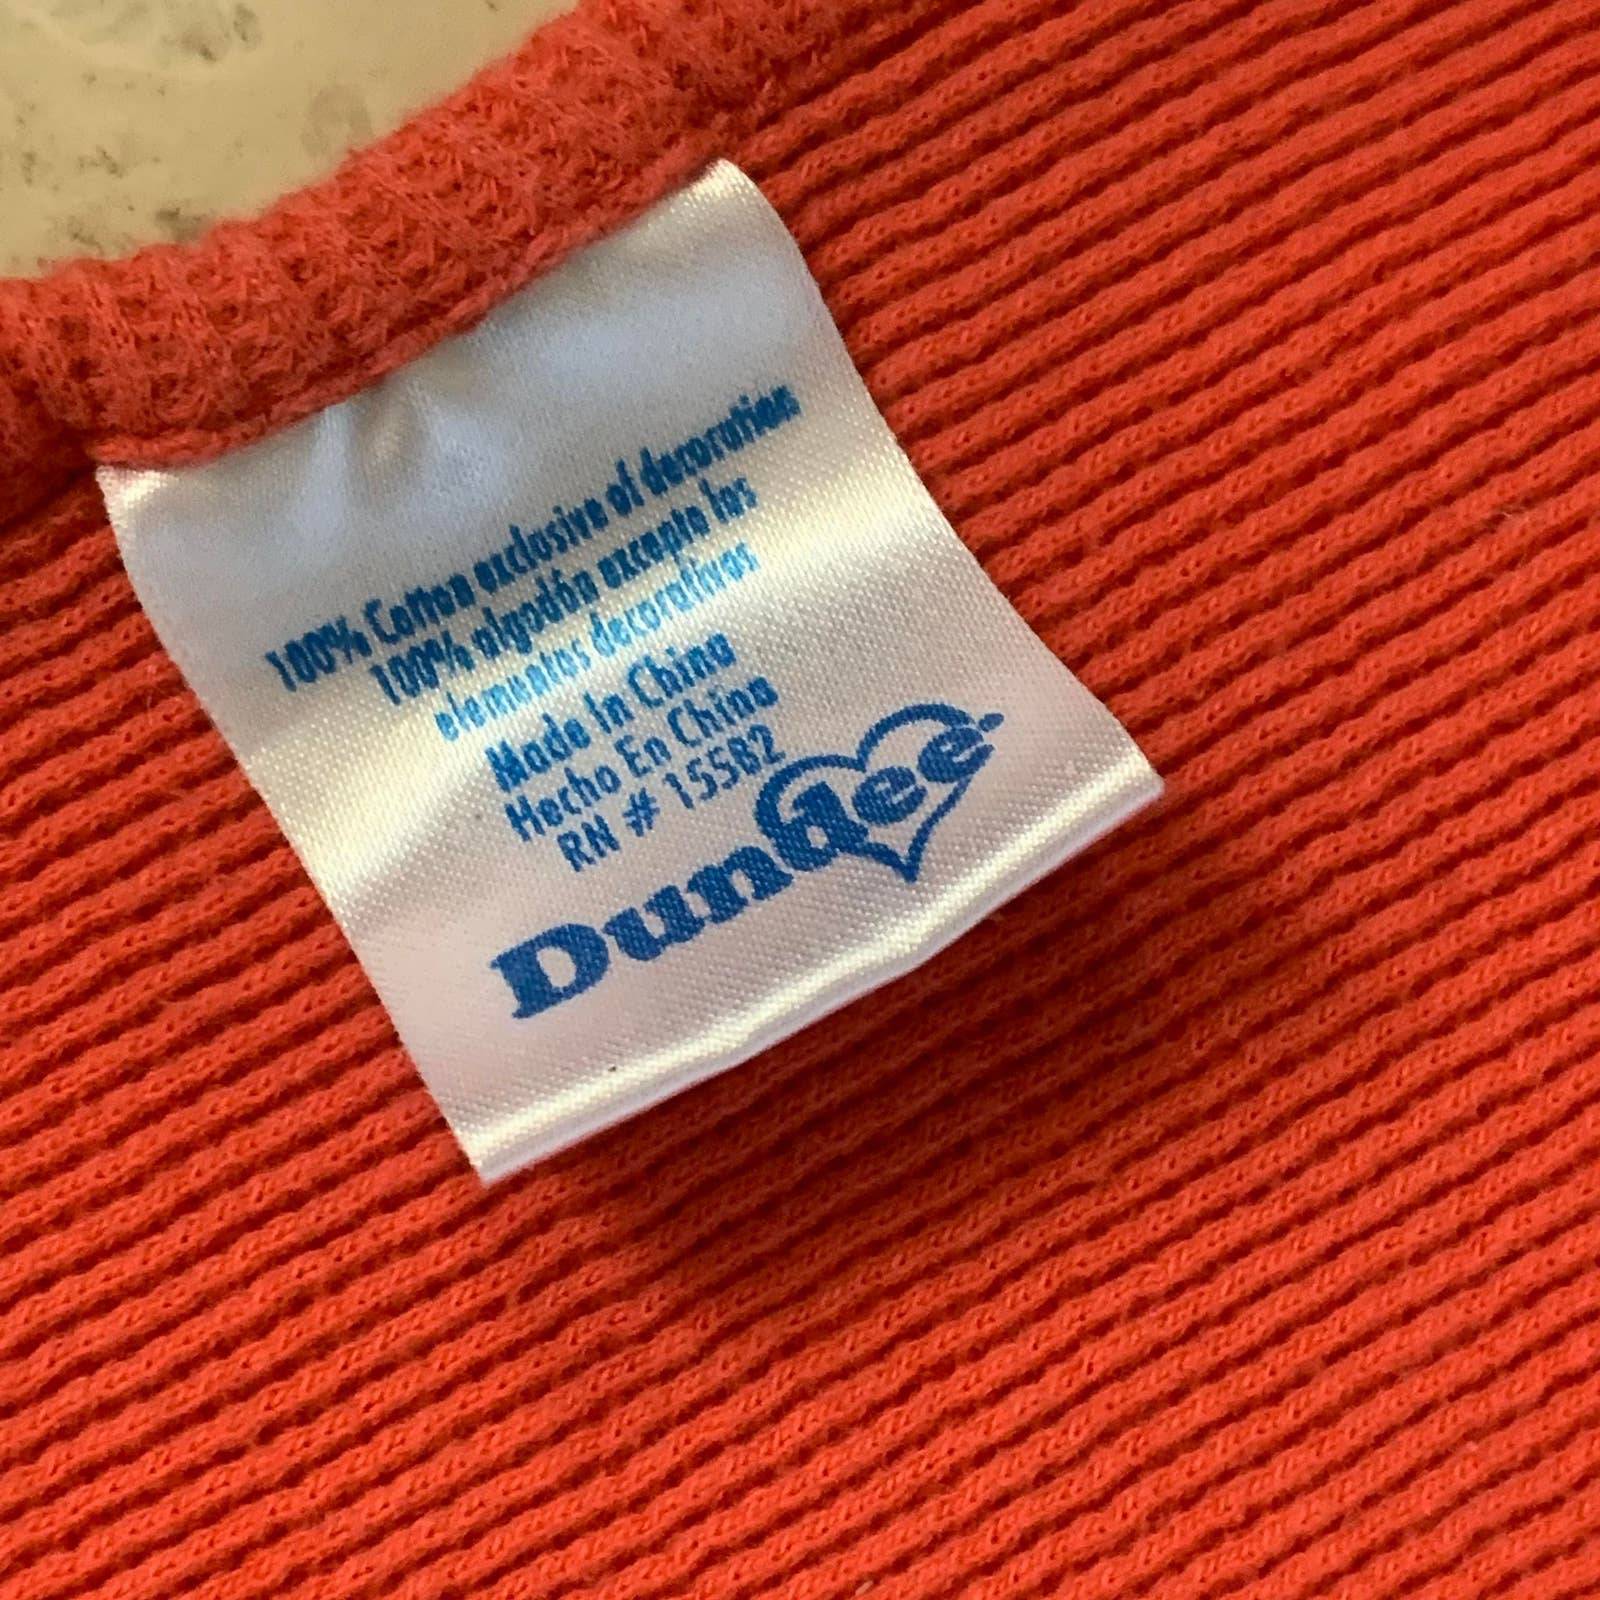 100% Cotton exclusive of decoration
100% algodón excepto los
elementos decorativos
Made In China
Hecho En China
RN # 15582
Dundee